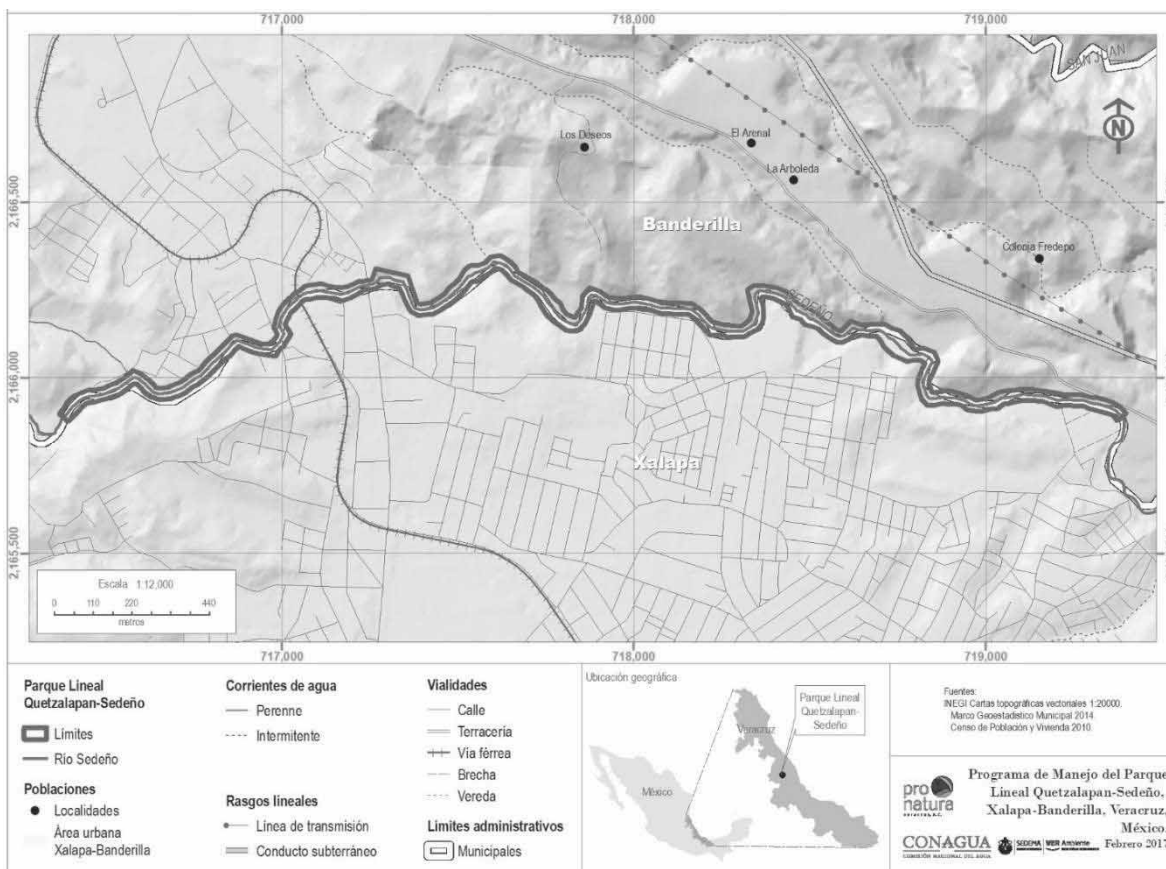 717,000
718,000
719,000
SAN JUAN
N
Los Deseos
El Arenal
La Arboleda
2,166,500
Banderilla
Colonia Fredepo
SEDEÑO
2,166,000
Xalapa
2,165,500
Escala 1:12,000
0 110 220 440
metros
717,000
718,000
719,000
Parque Lineal
Quetzalapan-Sedeño
Límites
Río Sedeño
Poblaciones
Localidades
Área urbana
Xalapa-Banderilla
Corrientes de agua
Perenne
Intermitente
Rasgos lineales
Línea de transmisión
Conducto subterráneo
Vialidades
Calle
Terracería
Vía férrea
Brecha
Vereda
Límites administrativos
Municipales
Ubicación geográfica
Parque Lineal
Quetzalapan-
Sedeño
Veracruz
México
Fuentes:
INEGI Cartas topográficas vectoriales 1:20000.
Marco Geoestadístico Municipal 2014
Censo de Población y Vivienda 2010.
pro
natura
VERACRUZ, A.C.
CONAGUA
COMISIÓN NACIONAL DEL AGUA
SEDEMA
VER Ambiente
Programa de Manejo del Parque
Lineal Quetzalapan-Sedeño,
Xalapa-Banderilla, Veracruz,
México.
Febrero 2017